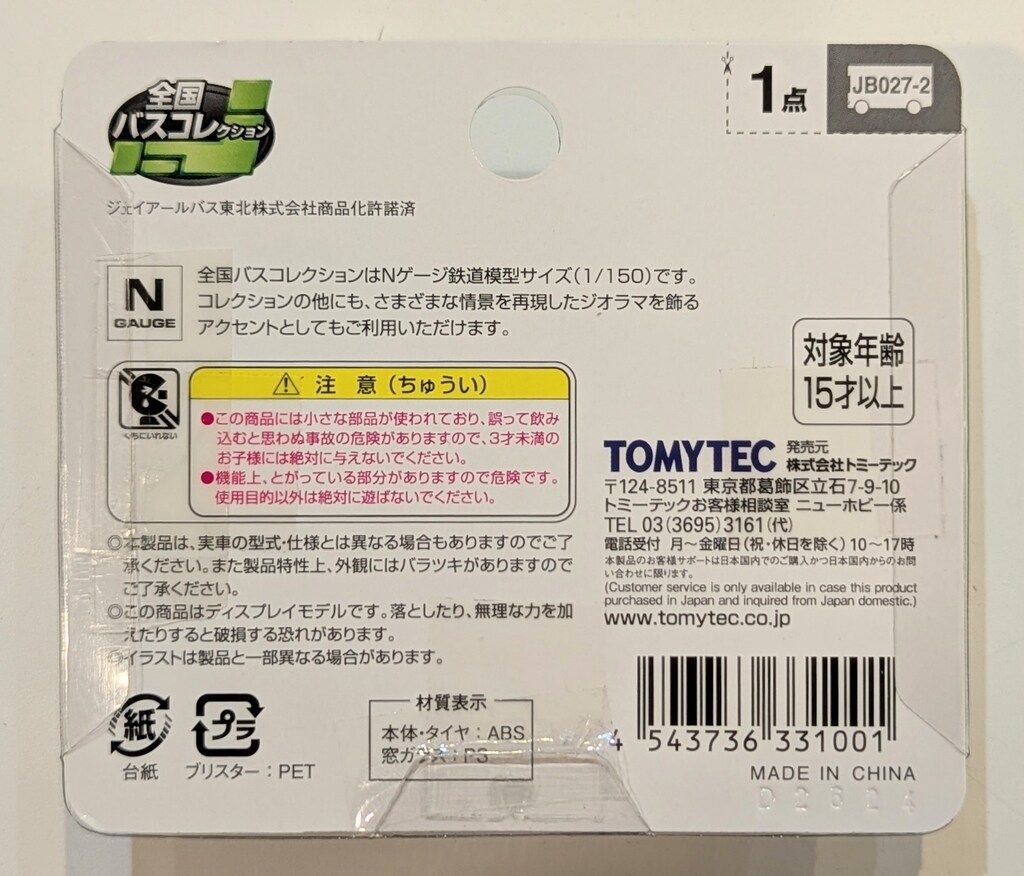 全国
バスコレクション
1点
JB027-2
ジェイアールバス東北株式会社商品化許諾済
N
GAUGE
全国バスコレクションはNゲージ鉄道模型サイズ(1/150)です。
コレクションの他にも、さまざまな情景を再現したジオラマを飾る
アクセントとしてもご利用いただけます。
対象年齢
15才以上
くちにいれない
注 意(ちゅうい)
●この商品には小さな部品が使われており、誤って飲み
込むと思わぬ事故の危険がありますので、3才未満の
お子様には絶対に与えないでください。
●機能上、とがっている部分がありますので危険です。
使用目的以外は絶対に遊ばないでください。
TOMYTEC 発売元
株式会社トミーテック
〒124-8511 東京都葛飾区立石7-9-10
トミーテックお客様相談室 ニューホビー係
TEL 03(3695)3161(代)
電話受付 月~金曜日(祝・休日を除く)10~17時
本製品のお客様サポートは日本国内でのご購入かつ日本国内からのお問
い合わせに限ります。
(Customer service is only available in case this product
purchased in Japan and inquired from Japan domestic.)
www.tomytec.co.jp
◎本製品は、実車の型式・仕様とは異なる場合もありますのでご了
承ください。また製品特性上、外観にはバラツキがありますので
ご了承ください。
◎この商品はディスプレイモデルです。落としたり、無理な力を加
えたりすると破損する恐れがあります。
◎イラストは製品と一部異なる場合があります。
紙
台紙
プラ
ブリスター:PET
材質表示
本体・タイヤ:ABS
窓ガラス:PS
4 543736 331001
MADE IN CHINA
D2824